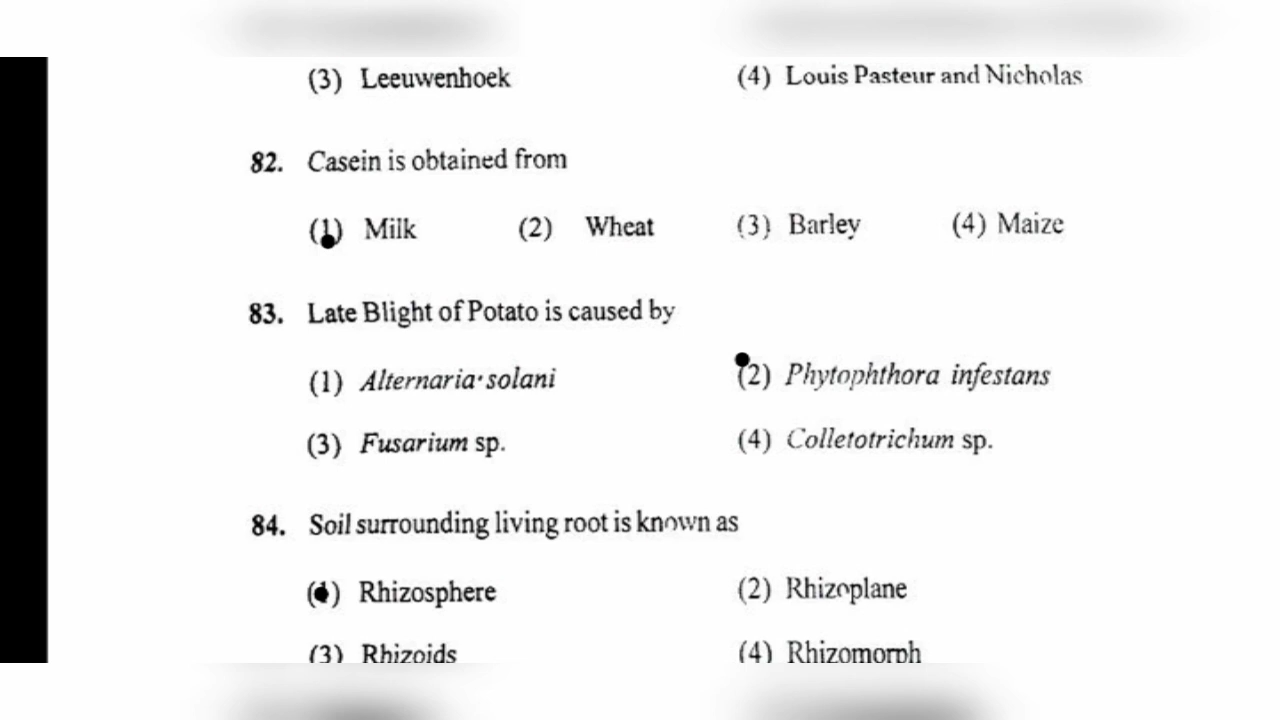 (3) Leeuwenhoek (4) Louis Pasteur and Nicholas
82. Casein is obtained from
(1) Milk (2) Wheat (3) Barley (4) Maize
83. Late Blight of Potato is caused by
(1) Alternaria solani (2) Phytophthora infestans
(3) Fusarium sp. (4) Colletotrichum sp.
84. Soil surrounding living root is known as
(1) Rhizosphere (2) Rhizoplane
(3) Rhizoids (4) Rhizomorph